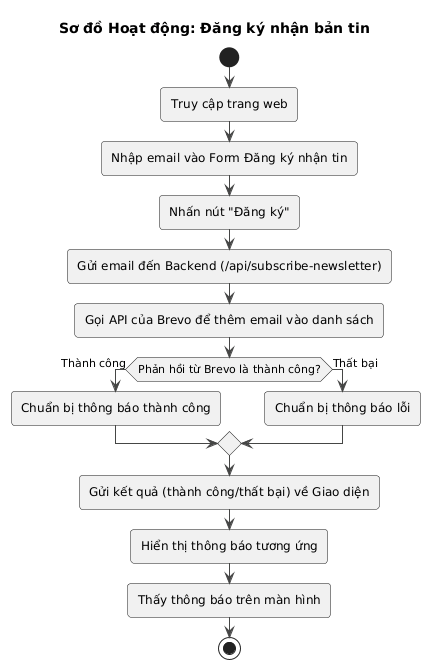 Sơ đồ Hoạt động: Đăng ký nhận bản tin
Truy cập trang web
Nhập email vào Form Đăng ký nhận tin
Nhấn nút "Đăng ký"
Gửi email đến Backend (/api/subscribe-newsletter)
Gọi API của Brevo để thêm email vào danh sách
Thành công
Phản hồi từ Brevo là thành công?
Thất bại
Chuẩn bị thông báo thành công
Chuẩn bị thông báo lỗi
Gửi kết quả (thành công/thất bại) về Giao diện
Hiển thị thông báo tương ứng
Thấy thông báo trên màn hình